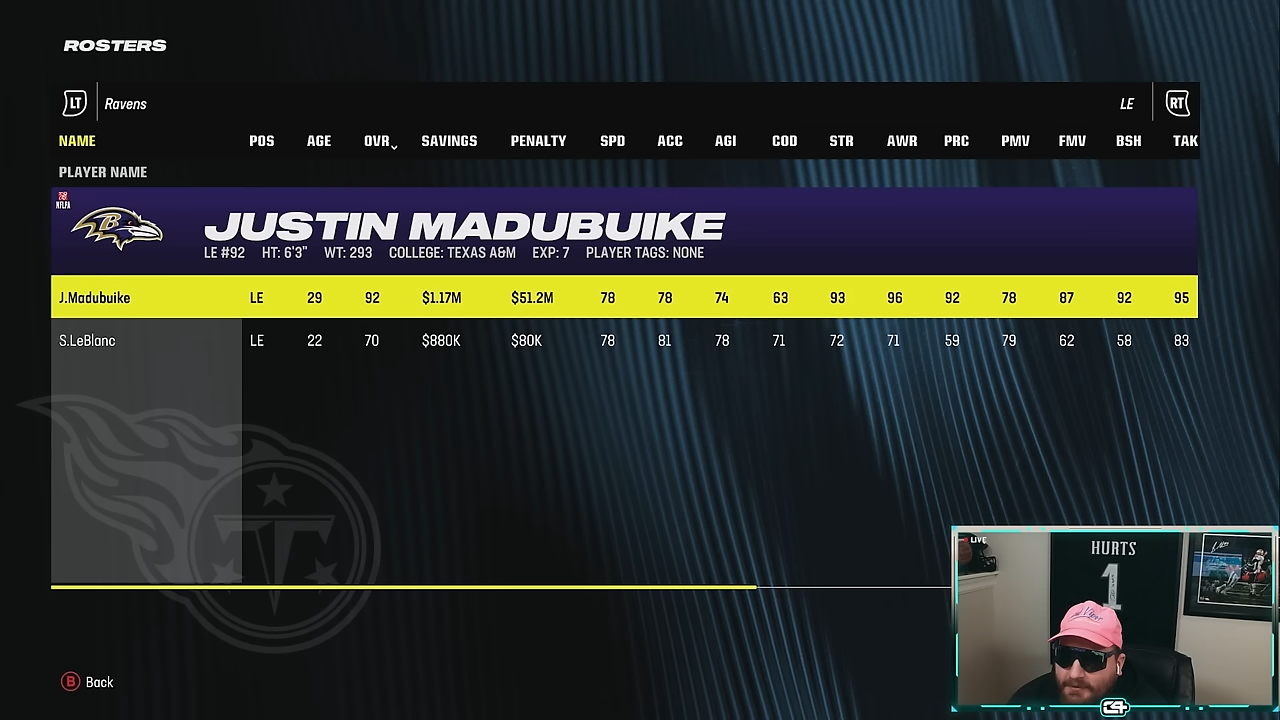 ROSTERS
LT Ravens LE RT
NAME POS AGE OVR SAVINGS PENALTY SPD ACC AGI COD STR AWR PRC PMV FMV BSH TAK
PLAYER NAME
NFLPA
JUSTIN MADUBUIKE
LE #92 HT: 6'3" WT: 293 COLLEGE: TEXAS A&M EXP: 7 PLAYER TAGS: NONE
J.Madubuike LE 29 92 $1.17M $51.2M 78 78 74 63 93 96 92 78 87 92 95
S.LeBlanc LE 22 70 $880K $80K 78 81 78 71 72 71 59 79 62 58 83
LIVE
HURTS
1
B Back